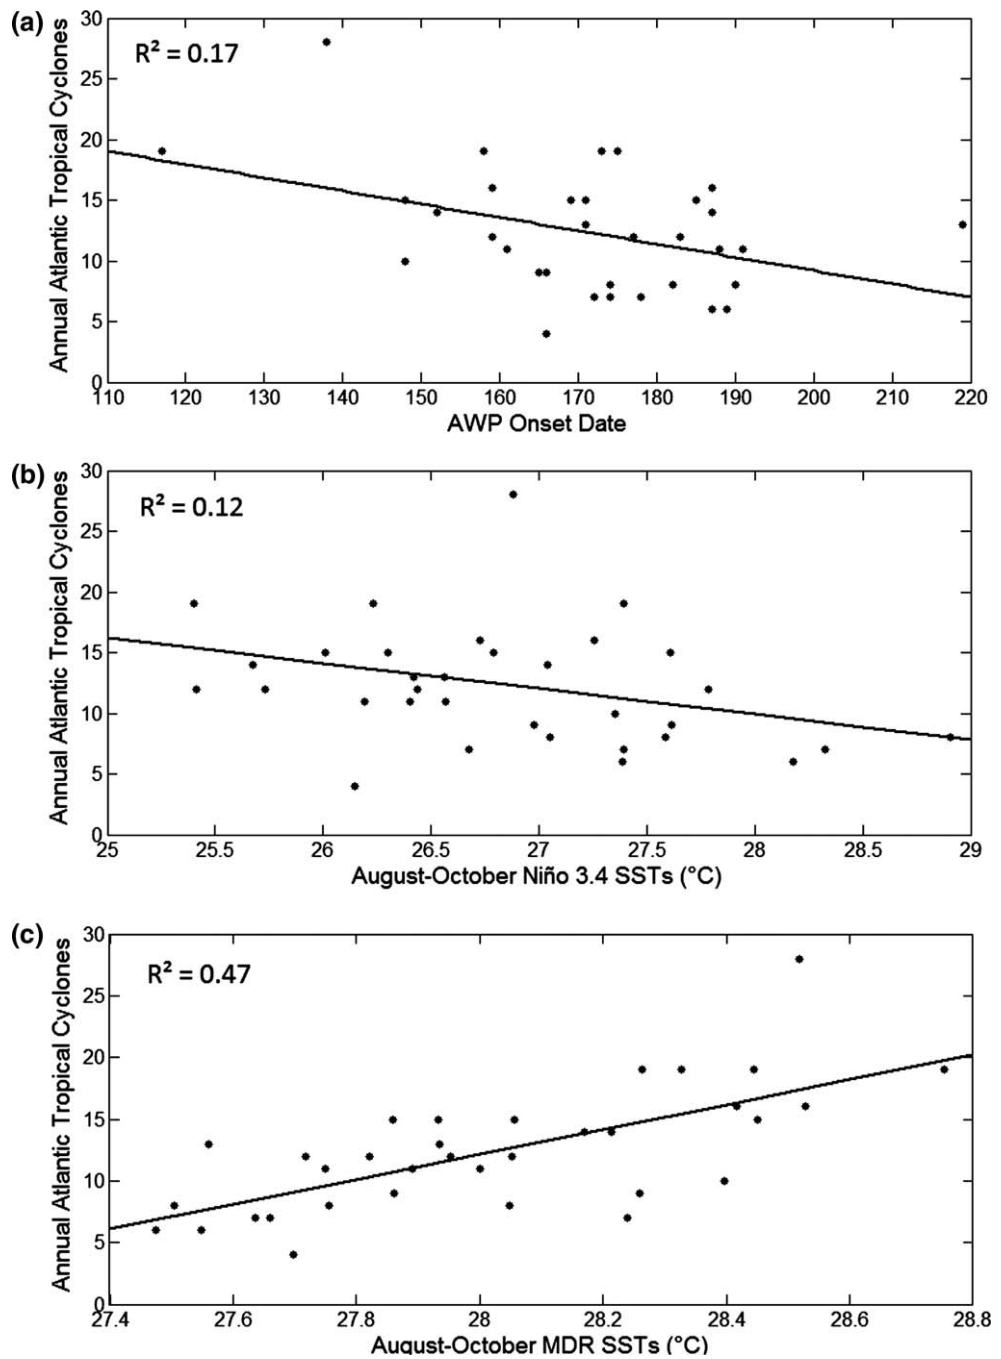 (a)
Annual Atlantic Tropical Cyclones
R² = 0.17
30
25
20
15
10
5
0
110 120 130 140 150 160 170 180 190 200 210 220
AWP Onset Date
(b)
Annual Atlantic Tropical Cyclones
R² = 0.12
30
25
20
15
10
5
0
25 25.5 26 26.5 27 27.5 28 28.5 29
August-October Niño 3.4 SSTs (°C)
(c)
Annual Atlantic Tropical Cyclones
R² = 0.47
30
25
20
15
10
5
0
27.4 27.6 27.8 28 28.2 28.4 28.6 28.8
August-October MDR SSTs (°C)